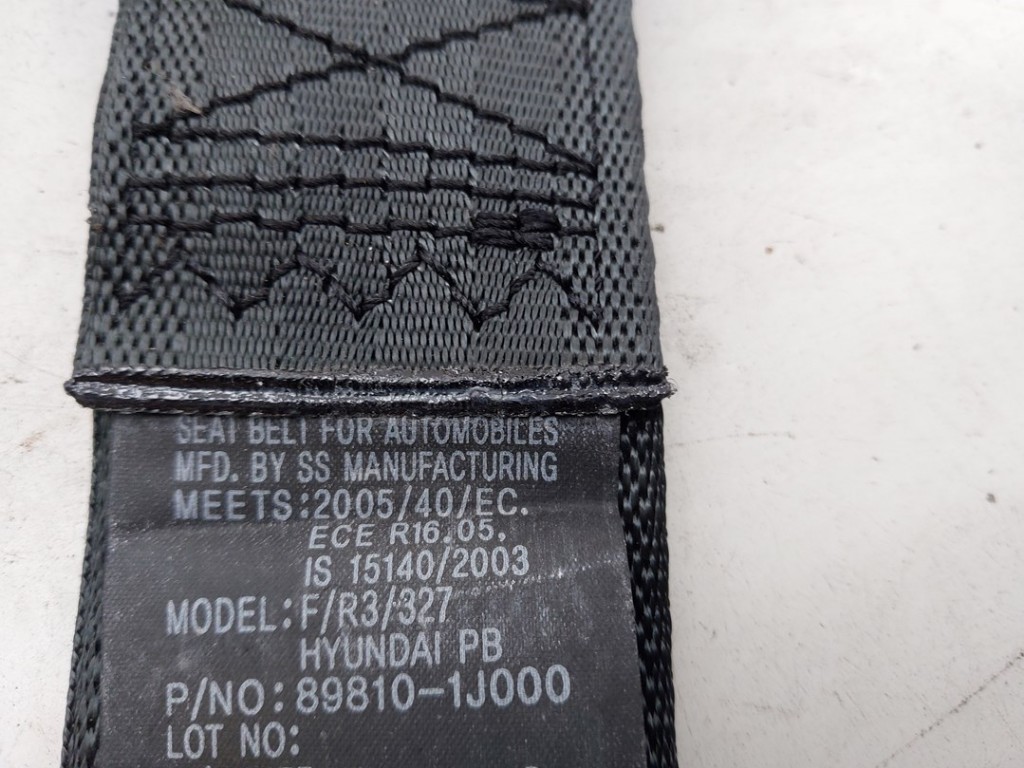 SEAT BELT FOR AUTOMOBILES
MFD. BY SS MANUFACTURING
MEETS:2005/40/EC.
ECE R16.05,
IS 15140/2003
MODEL:F/R3/327
HYUNDAI PB
P/NO:89810-1J000
LOT NO: